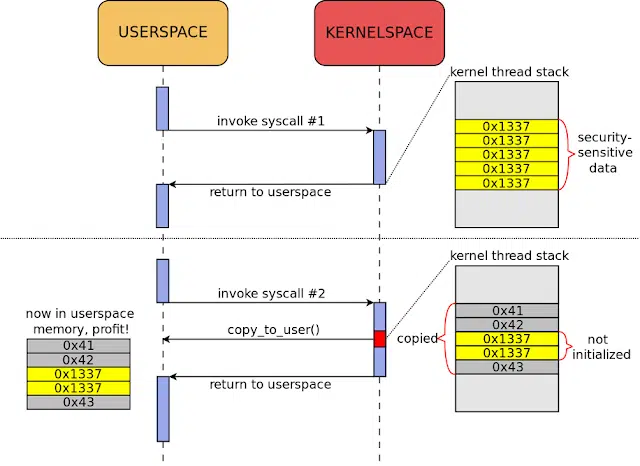 USERSPACE
KERNELSPACE
kernel thread stack
invoke syscall #1
0x1337
0x1337
0x1337
0x1337
0x1337
security-
sensitive
data
return to userspace
kernel thread stack
invoke syscall #2
now in userspace
memory, profit!
copy_to_user()
copied
0x41
0x42
0x1337
0x1337
0x43
not
initialized
0x41
0x42
0x1337
0x1337
0x43
return to userspace